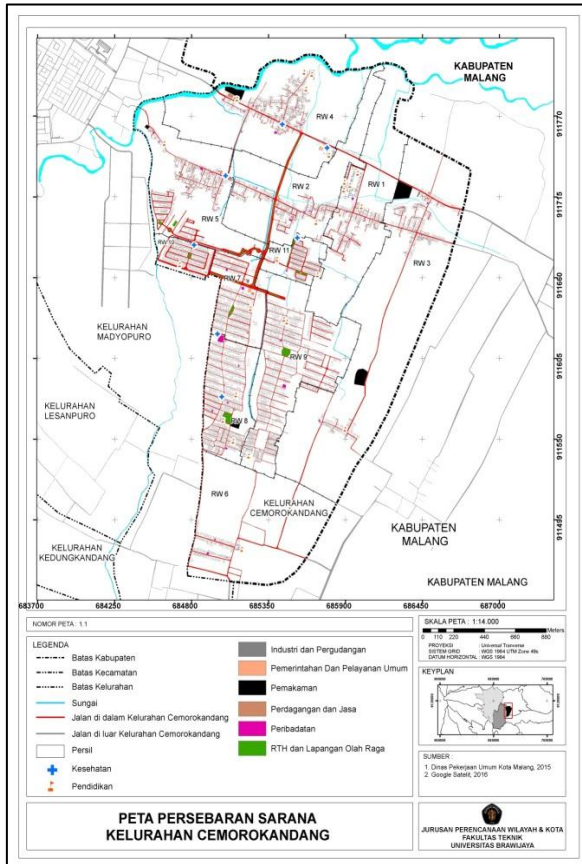 KABUPATEN
MALANG
RW 4
RW 1
RW 2
RW 5
RW 3
RW 10
RW 11
RW 7
KELURAHAN
MADYOPURO
RW 9
KELURAHAN
LESANPURO
RW 8
RW 6
KELURAHAN
CEMOROKANDANG
KABUPATEN
MALANG
KELURAHAN
KEDUNGKANDANG
KABUPATEN MALANG
911770
911715
911660
911605
911550
911495
683700 684250 684800 685350 685900 686450 687000
NOMOR PETA : 1.1
LEGENDA
Batas Kabupaten
Batas Kecamatan
Batas Kelurahan
Sungai
Jalan di dalam Kelurahan Cemorokandang
Jalan di luar Kelurahan Cemorokandang
Persil
Kesehatan
Pendidikan
Industri dan Pergudangan
Pemerintahan Dan Pelayanan Umum
Pemakaman
Perdagangan dan Jasa
Peribadatan
RTH dan Lapangan Olah Raga
SKALA PETA : 1:14.000
Meters
0 110 220 440 660 880
PROYEKSI : Universal Tranverse
SISTEM GRID : WGS 1984 UTM Zone 49s
DATUM HORIZONTAL : WGS 1984
KEYPLAN
SUMBER :
1. Dinas Pekerjaan Umum Kota Malang, 2015
2. Google Satelit, 2016
PETA PERSEBARAN SARANA
KELURAHAN CEMOROKANDANG
JURUSAN PERENCANAAN WILAYAH & KOTA
FAKULTAS TEKNIK
UNIVERSITAS BRAWIJAYA